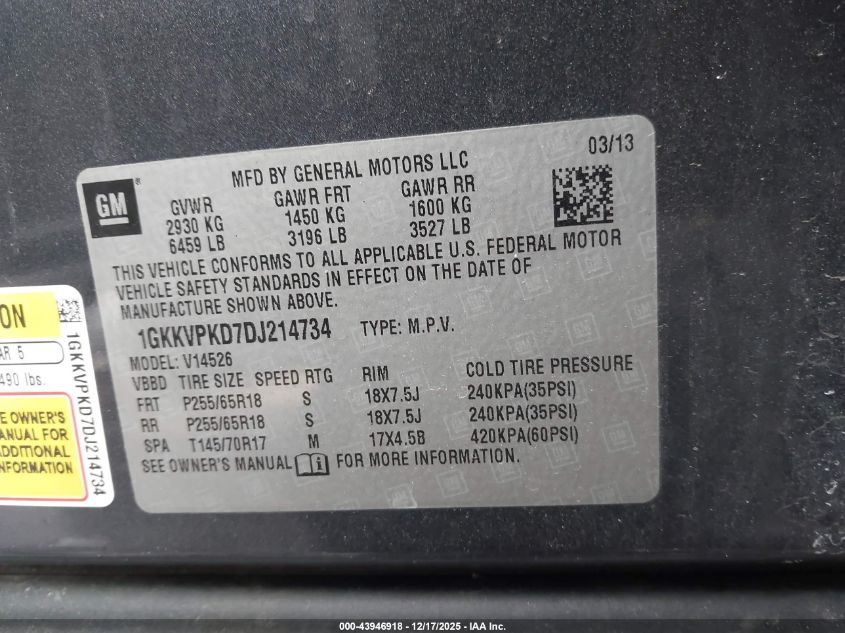 03/13
MFD BY GENERAL MOTORS LLC
GM ®
GVWR GAWR FRT GAWR RR
2930 KG 1450 KG 1600 KG
6459 LB 3196 LB 3527 LB
THIS VEHICLE CONFORMS TO ALL APPLICABLE U.S. FEDERAL MOTOR
VEHICLE SAFETY STANDARDS IN EFFECT ON THE DATE OF
MANUFACTURE SHOWN ABOVE.
1GKKVPKD7DJ214734 TYPE: M.P.V.
MODEL: V14526
VBBD TIRE SIZE SPEED RTG RIM COLD TIRE PRESSURE
FRT P255/65R18 S 18X7.5J 240KPA(35PSI)
RR P255/65R18 S 18X7.5J 240KPA(35PSI)
SPA T145/70R17 M 17X4.5B 420KPA(60PSI)
SEE OWNER'S MANUAL FOR MORE INFORMATION.
ON
AR 5
490 lbs.
E OWNER'S
ANUAL FOR
ADDITIONAL
NFORMATION
1GKKVPKD7DJ214734
000-43946918 - 12/17/2025 - IAA Inc.